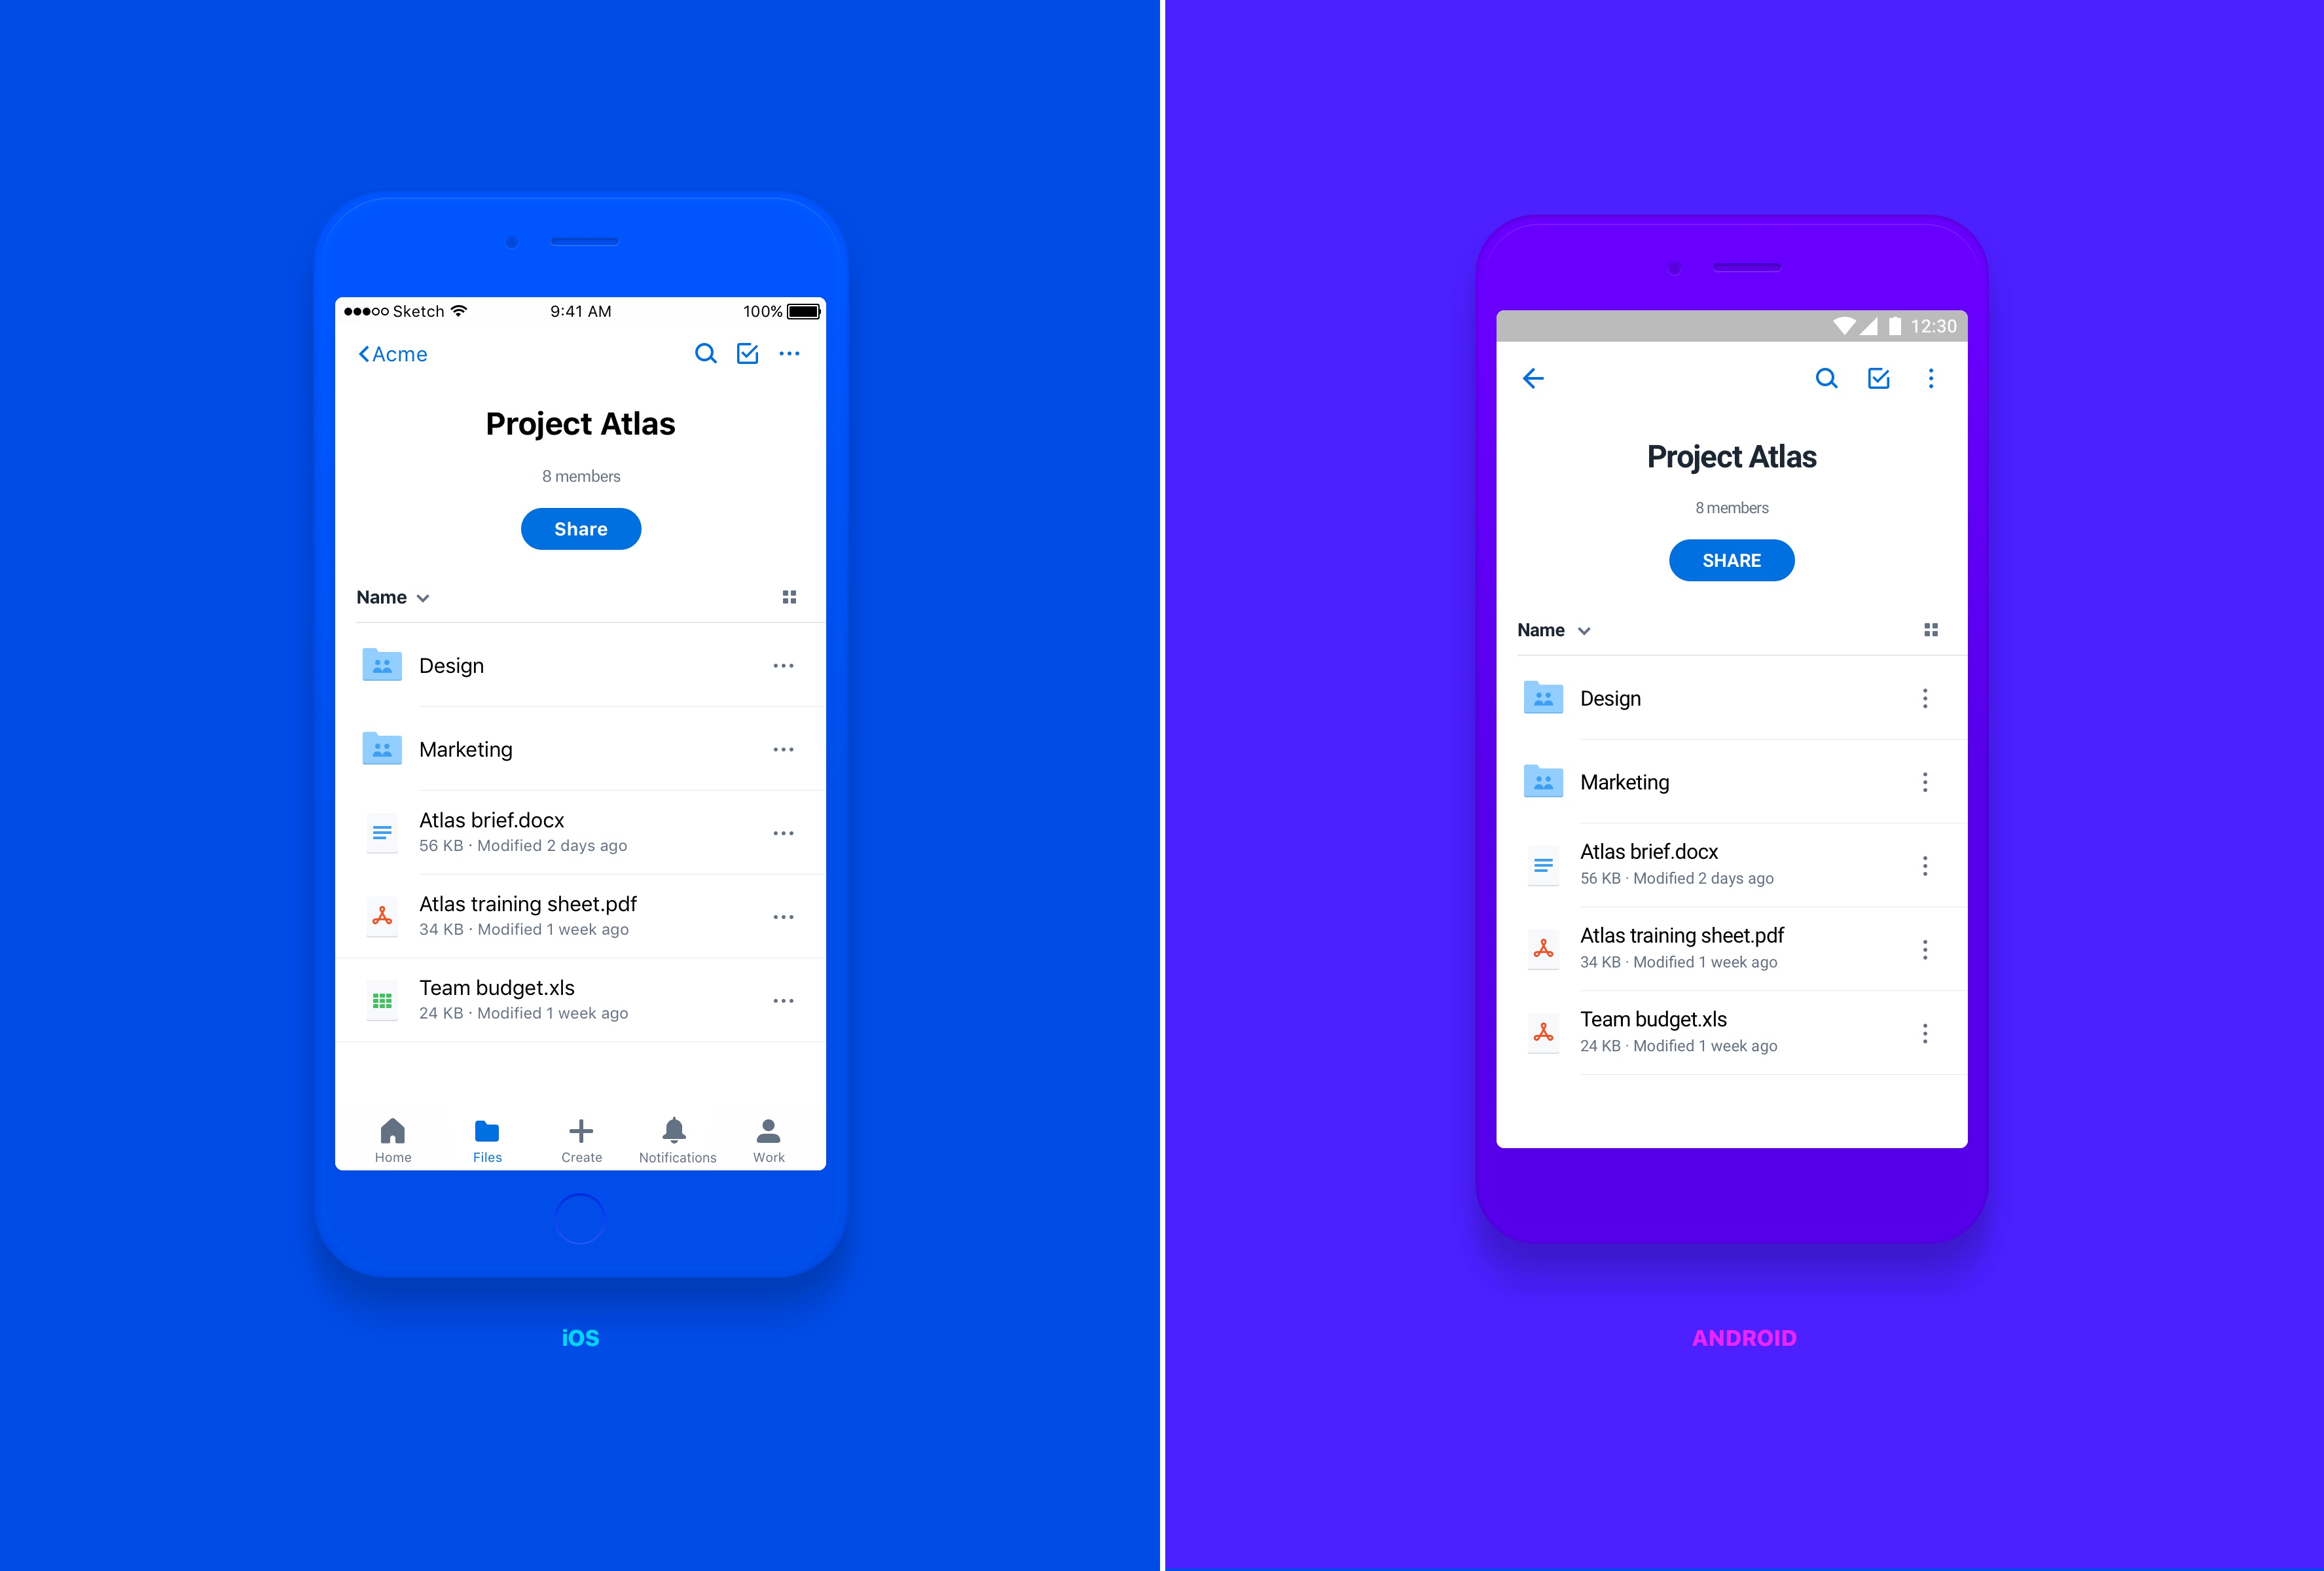 Sketch 9:41 AM 100%
Acme
Project Atlas
8 members
Share
Name
Design
Marketing
Atlas brief.docx
56 KB · Modified 2 days ago
Atlas training sheet.pdf
34 KB · Modified 1 week ago
Team budget.xls
24 KB · Modified 1 week ago
Home Files Create Notifications Work
iOS
12:30
Project Atlas
8 members
SHARE
Name
Design
Marketing
Atlas brief.docx
56 KB · Modified 2 days ago
Atlas training sheet.pdf
34 KB · Modified 1 week ago
Team budget.xls
24 KB · Modified 1 week ago
ANDROID